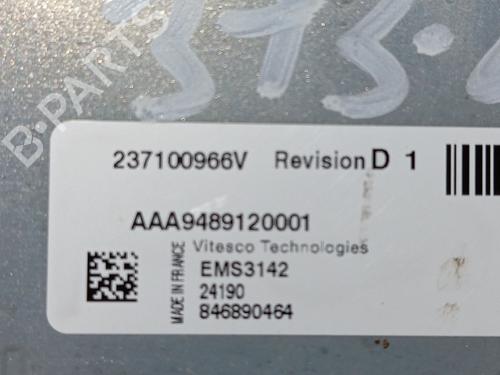 B-PARTS
237100966V Revision D 1
AAA9489120001
Vitesco Technologies
MADE IN FRANCE
EMS3142
24190
846890464